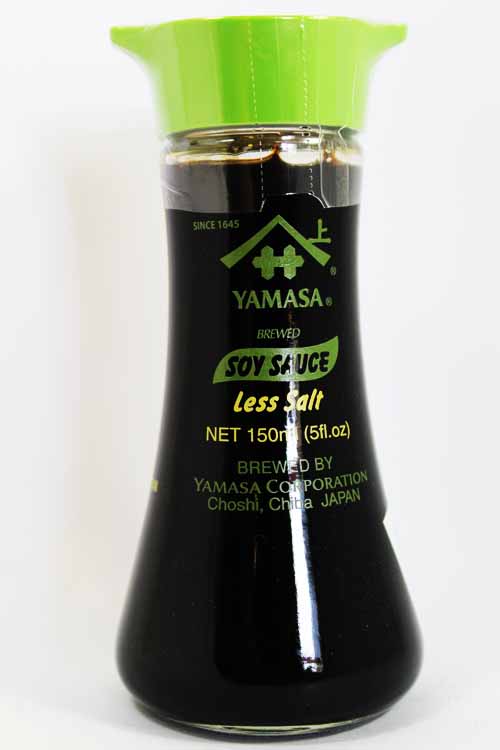 SINCE 1645
上
®
YAMASA®
BREWED
SOY SAUCE
Less Salt
NET 150ml (5fl.oz)
BREWED BY
YAMASA CORPORATION
Choshi, Chiba JAPAN